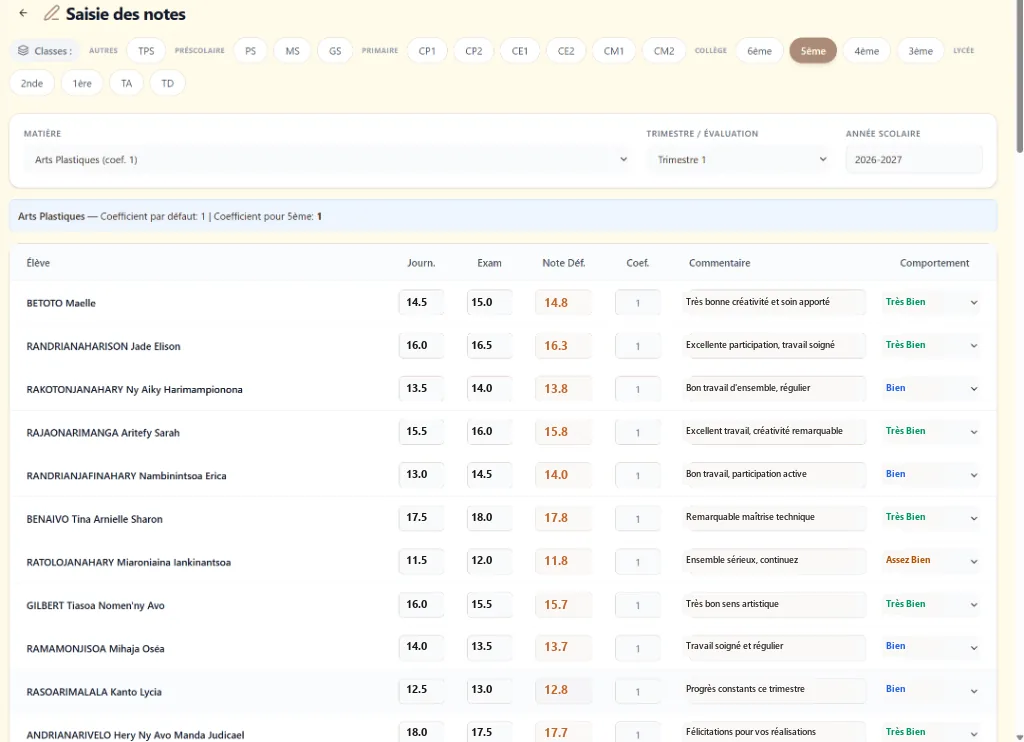 Saisie des notes
Classes : AUTRES TPS PRÉSCOLAIRE PS MS GS PRIMAIRE CP1 CP2 CE1 CE2 CM1 CM2 COLLÈGE 6ème 5ème 4ème 3ème LYCÉE
2nde 1ère TA TD
MATIÈRE TRIMESTRE / ÉVALUATION ANNÉE SCOLAIRE
Arts Plastiques (coef. 1) Trimestre 1 2026-2027
Arts Plastiques — Coefficient par défaut: 1 | Coefficient pour 5ème: 1
Élève Journ. Exam Note Déf. Coef. Commentaire Comportement
BETOTO Maelle 14.5 15.0 14.8 1 Très bonne créativité et soin apporté Très Bien
RANDRIANAHARISON Jade Elison 16.0 16.5 16.3 1 Excellente participation, travail soigné Très Bien
RAKOTONJANAHARY Ny Aiky Harimampionona 13.5 14.0 13.8 1 Bon travail d'ensemble, régulier Bien
RAJAONARIMANGA Aritefy Sarah 15.5 16.0 15.8 1 Excellent travail, créativité remarquable Très Bien
RANDRIANJAFINAHARY Nambinintsoa Erica 13.0 14.5 14.0 1 Bon travail, participation active Bien
BENAIVO Tina Arnielle Sharon 17.5 18.0 17.8 1 Remarquable maîtrise technique Très Bien
RATOLOJANAHARY Miaroniaina Iankinantsoa 11.5 12.0 11.8 1 Ensemble sérieux, continuez Assez Bien
GILBERT Tiasoa Nomen'ny Avo 16.0 15.5 15.7 1 Très bon sens artistique Très Bien
RAMAMONJISOA Mihaja Oséa 14.0 13.5 13.7 1 Travail soigné et régulier Bien
RASOARIMALALA Kanto Lycia 12.5 13.0 12.8 1 Progrès constants ce trimestre Bien
ANDRIANARIVELO Hery Ny Avo Manda Judicael 18.0 17.5 17.7 1 Félicitations pour vos réalisations Très Bien